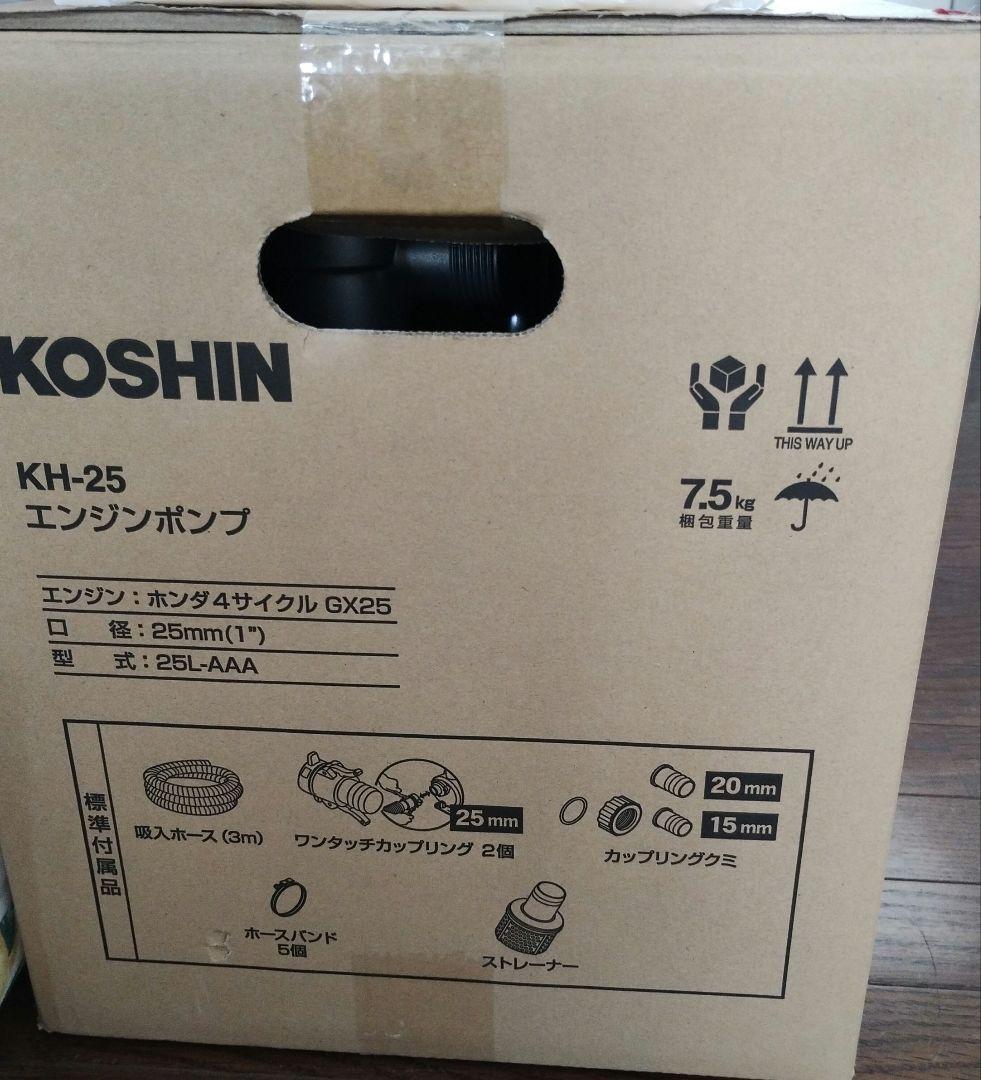 KOSHIN
THIS WAY UP
KH-25
エンジンポンプ
7.5kg
梱包重量
エンジン：ホンダ4サイクル GX25
口 径：25mm(1")
型 式：25L-AAA
標準付属品
吸入ホース（3m）
25mm
ワンタッチカップリング 2個
20mm
15mm
カップリングクミ
ホースバンド
5個
ストレーナー